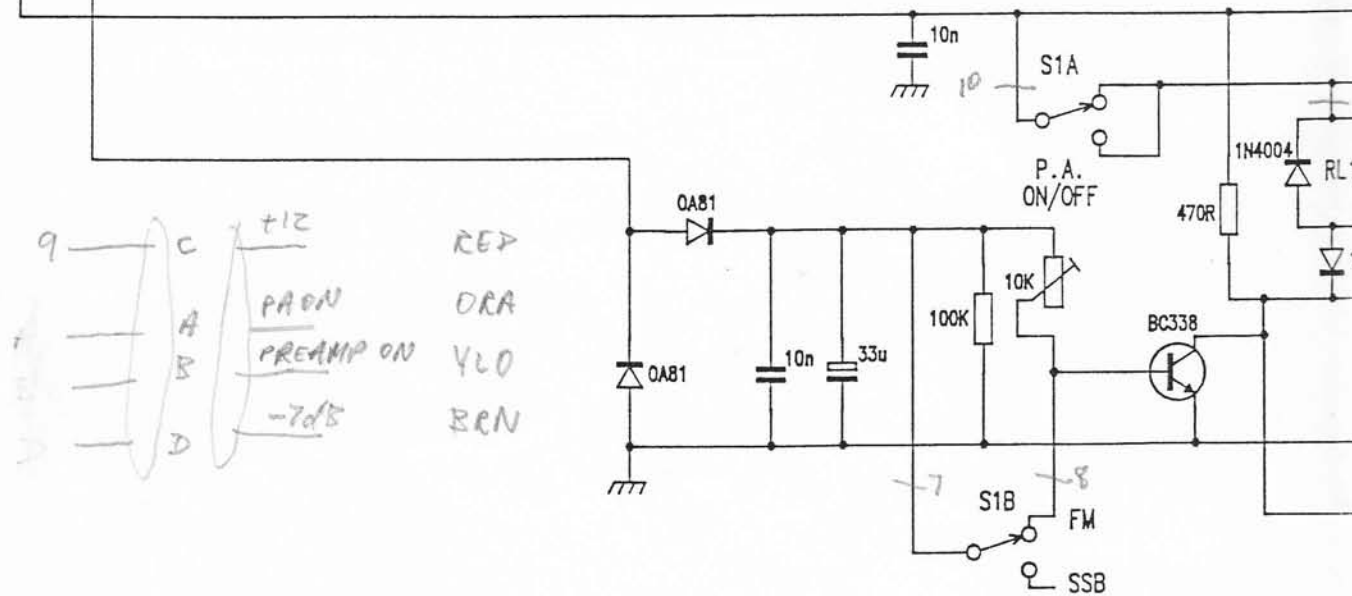 10n
S1A
10
P.A.
ON/OFF
1N4004
470R
OA81
9 C +12 RED
A PA ON ORA
B PREAMP ON YLO
D -7dB BRN
OA81
10n
33u
100K
10K
BC338
7
8
S1B
FM
SSB